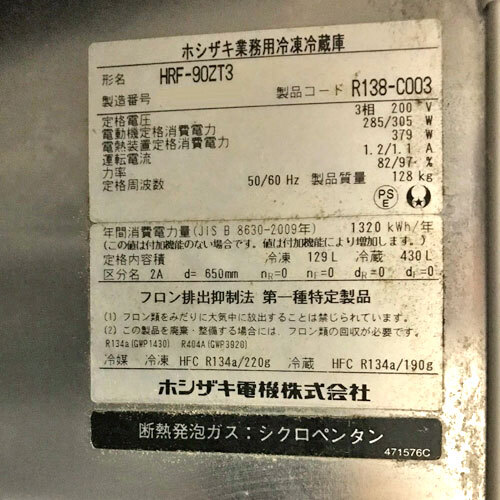 ホシザキ業務用冷凍冷蔵庫
形名 HRF-90ZT3
製品コード R138-C003
製造番号
3相 200 V
定格電圧 285/305 W
電動機定格消費電力 379 W
電熱装置定格消費電力 1.2/1.1 A
運転電流 82/97 %
力率
定格周波数 50/60 Hz 製品質量 128 kg
PS
E
年間消費電力量(JIS B 8630-2009年) 1320 kWh/年
(この値は付加機能のない場合です。値は付加機能により増加します。)
定格内容積 冷凍 129L 冷蔵 430L
区分名 2A d= 650mm nR=0 nF=0 dR=0 dF=0
フロン排出抑制法 第一種特定製品
(1) フロン類をみだりに大気中に放出することは禁じられています。
(2) この製品を廃棄・整備する場合には、フロン類の回収が必要です。
R134a(GWP1430) R404A(GWP3920)
冷媒 冷凍 HFC R134a/220g 冷蔵 HFC R134a/190g
ホシザキ電機株式会社
断熱発泡ガス:シクロペンタン
471576C